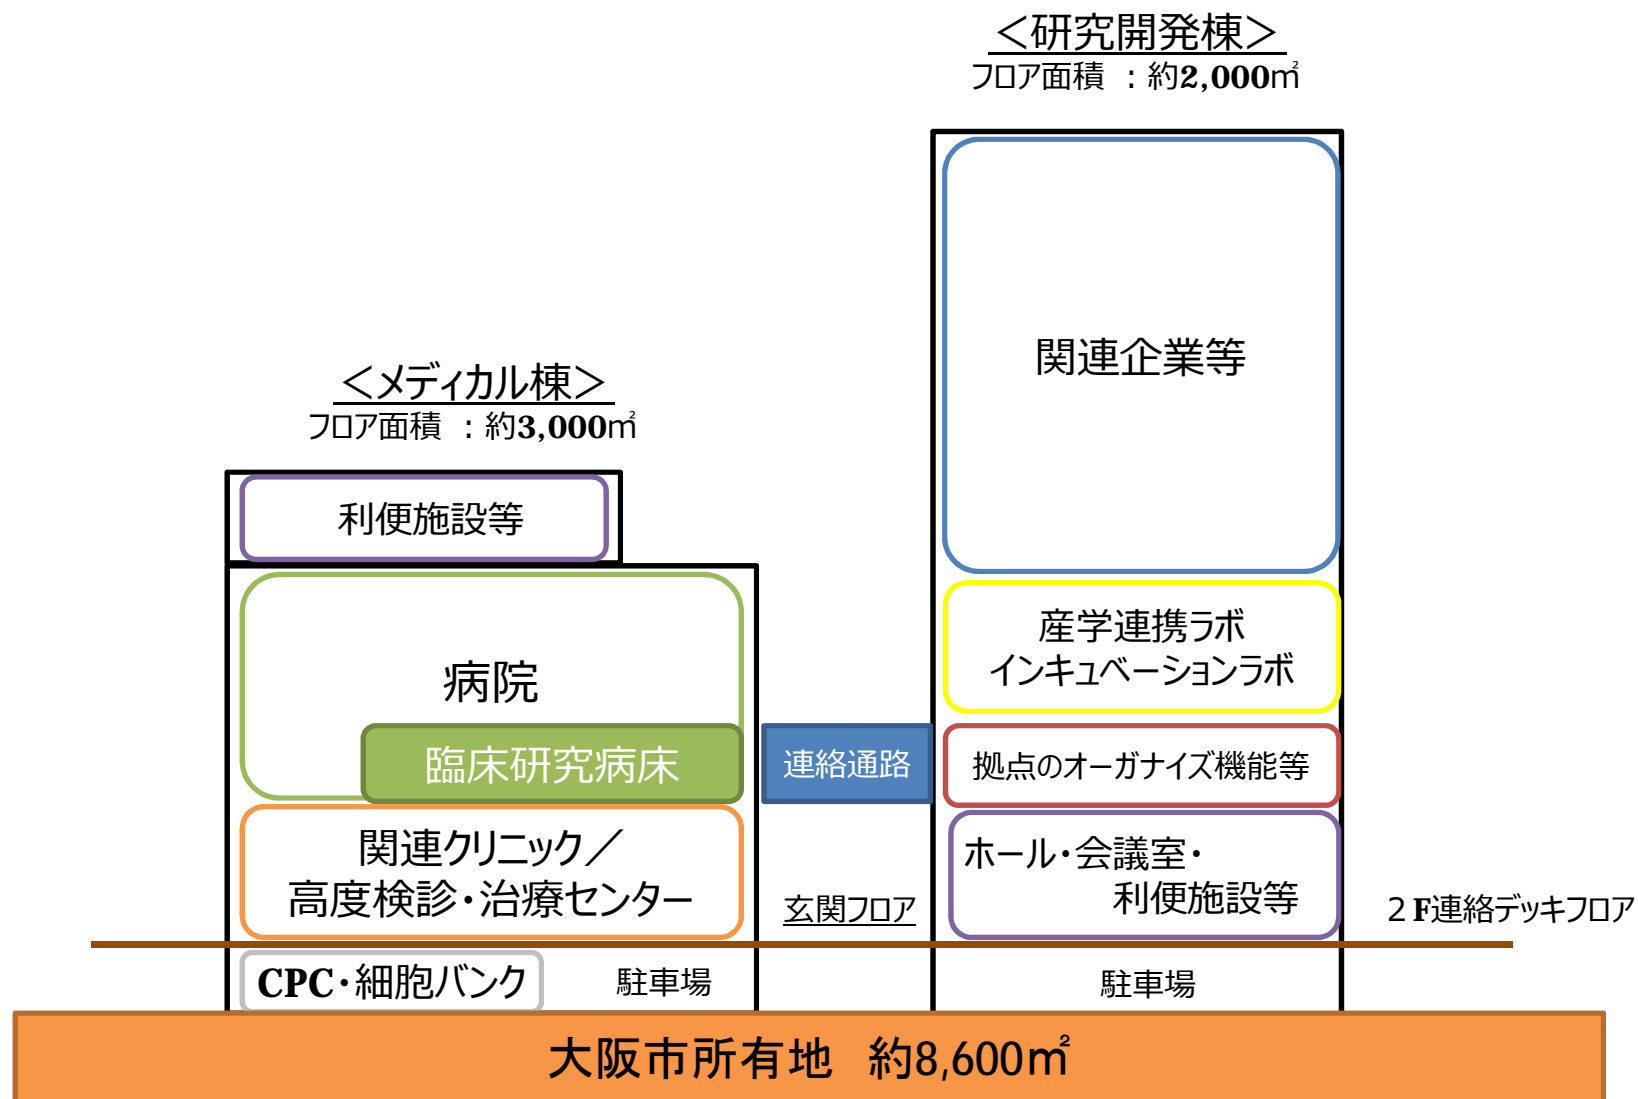 ＜研究開発棟＞
フロア面積 ：約2,000㎡
関連企業等
＜メディカル棟＞
フロア面積 ：約3,000㎡
利便施設等
病院
臨床研究病床
関連クリニック／
高度検診・治療センター
CPC・細胞バンク
駐車場
連絡通路
玄関フロア
産学連携ラボ
インキュベーションラボ
拠点のオーガナイズ機能等
ホール・会議室・
利便施設等
駐車場
２F連絡デッキフロア
大阪市所有地　約8,600㎡